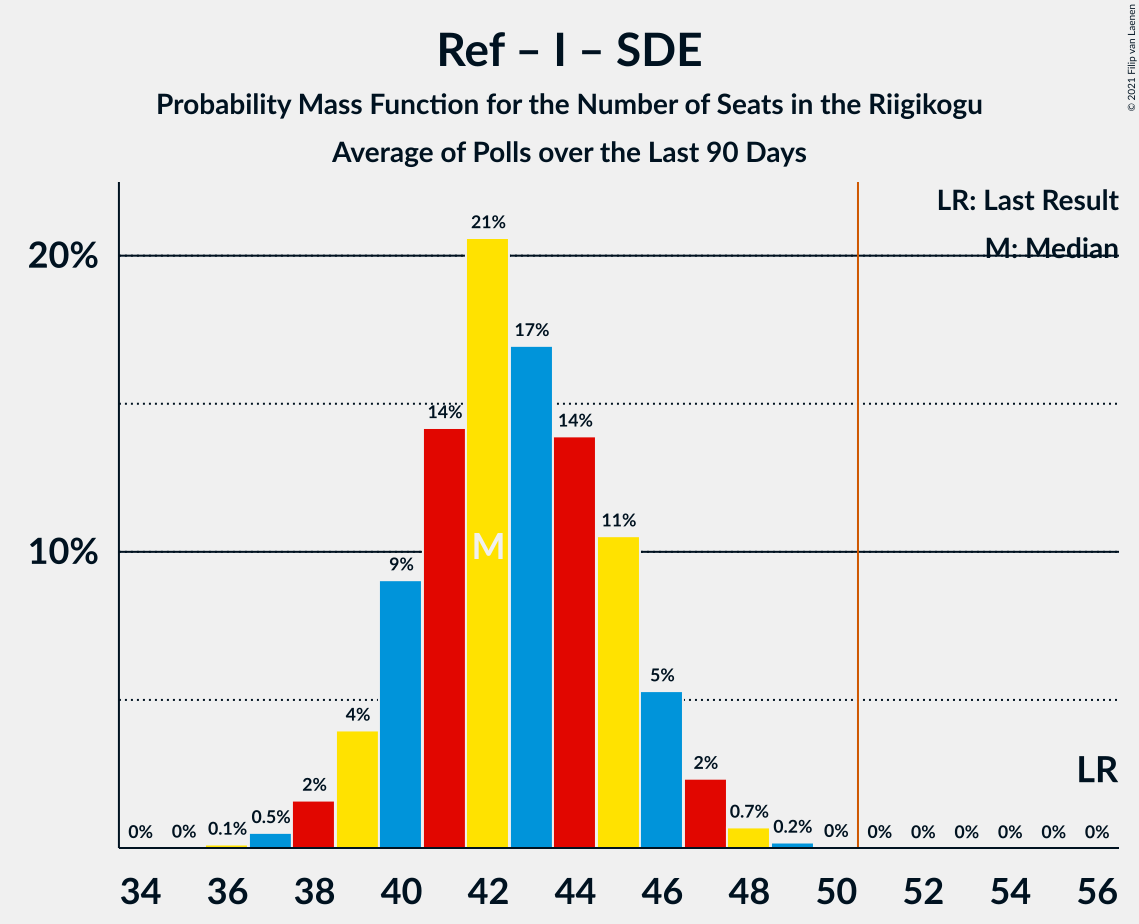 Ref – I – SDE
Probability Mass Function for the Number of Seats in the Riigikogu
Average of Polls over the Last 90 Days
© 2021 Filip van Laenen
LR: Last Result
M: Median
20%
10%
0%
0%
0.1%
0.5%
2%
4%
9%
14%
21%
17%
14%
11%
5%
2%
0.7%
0.2%
0%
0%
0%
0%
0%
0%
0%
M
LR
34 36 38 40 42 44 46 48 50 52 54 56